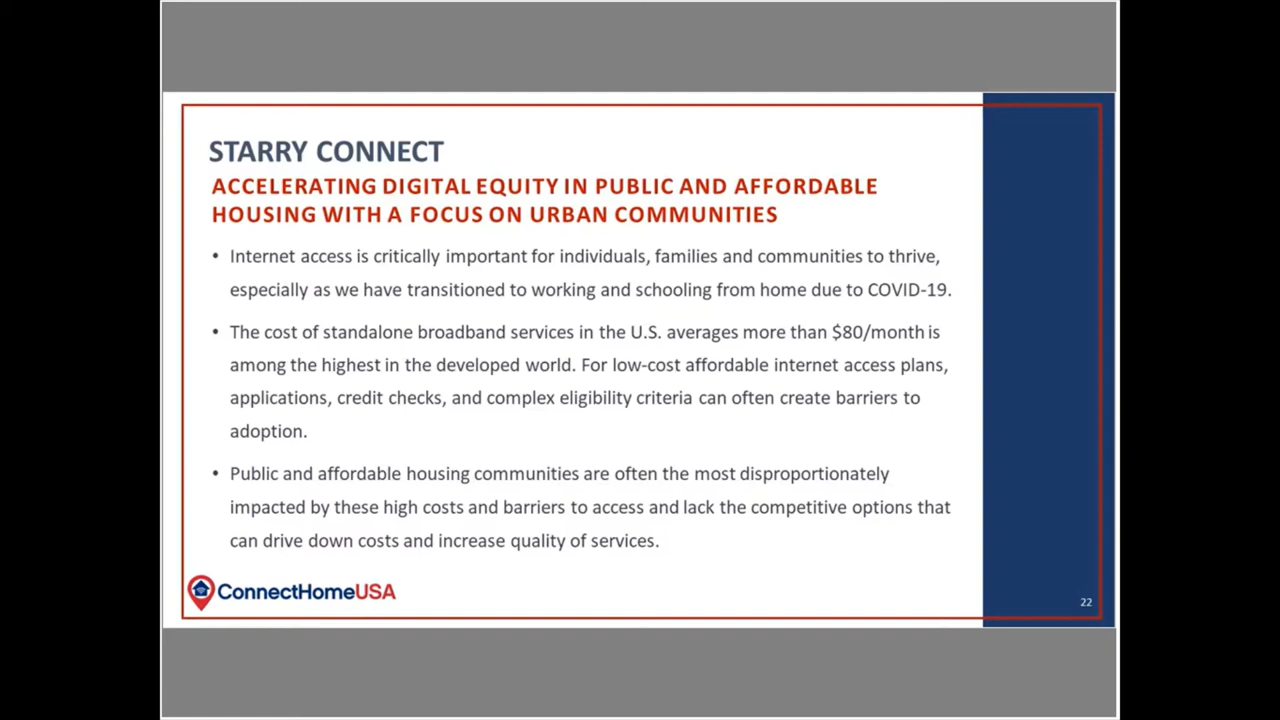 STARRY CONNECT
ACCELERATING DIGITAL EQUITY IN PUBLIC AND AFFORDABLE
HOUSING WITH A FOCUS ON URBAN COMMUNITIES
• Internet access is critically important for individuals, families and communities to thrive,
especially as we have transitioned to working and schooling from home due to COVID-19.
• The cost of standalone broadband services in the U.S. averages more than $80/month is
among the highest in the developed world. For low-cost affordable internet access plans,
applications, credit checks, and complex eligibility criteria can often create barriers to
adoption.
• Public and affordable housing communities are often the most disproportionately
impacted by these high costs and barriers to access and lack the competitive options that
can drive down costs and increase quality of services.
ConnectHomeUSA
22